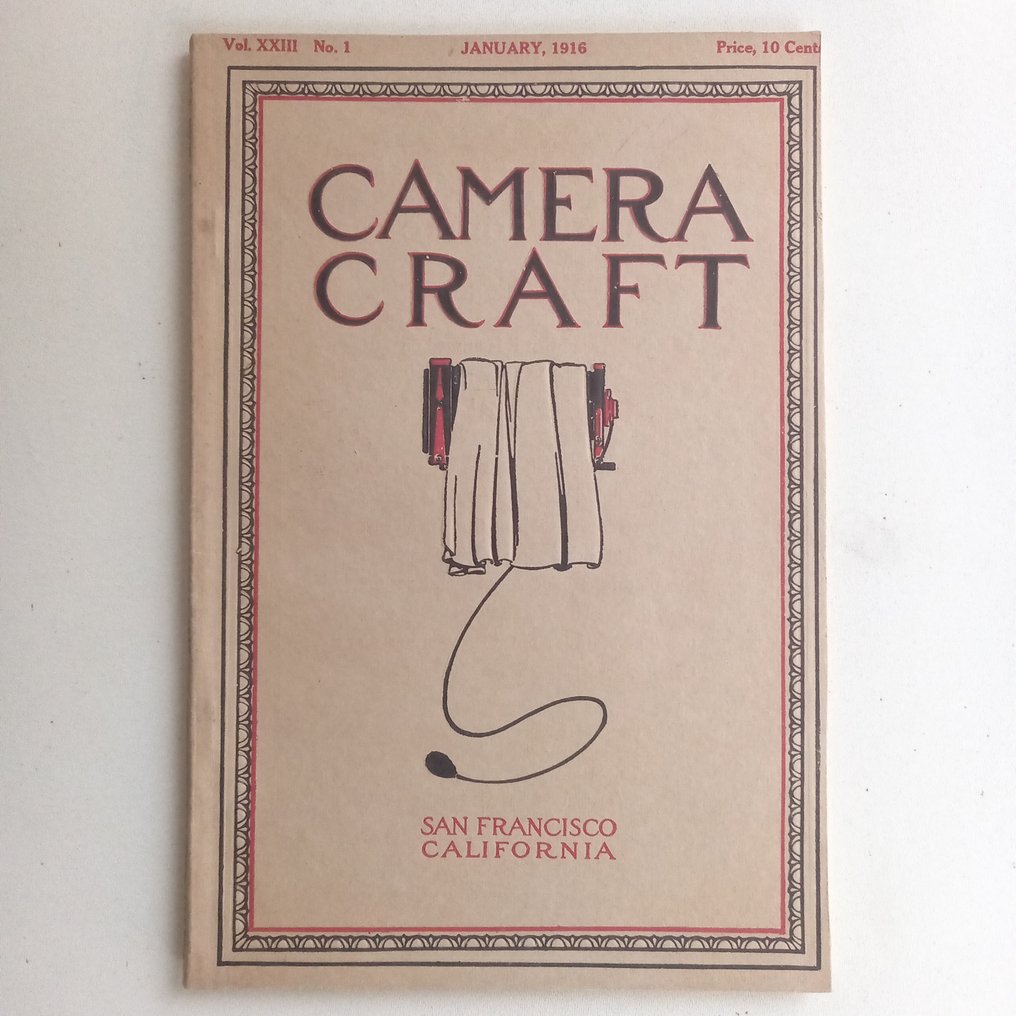 Vol. XXIII No. 1 JANUARY, 1916 Price, 10 Cent
CAMERA
CRAFT
SAN FRANCISCO
CALIFORNIA